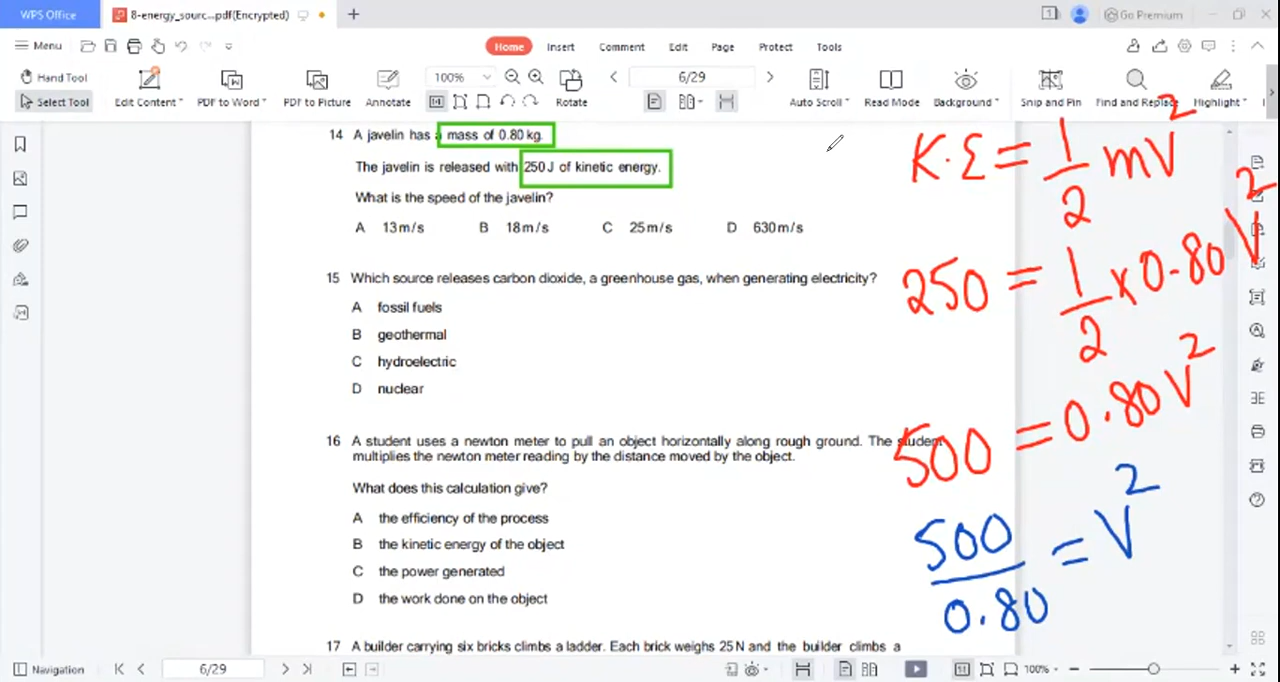 WPS Office 8-energy_sourc...pdf(Encrypted)
1 Go Premium
Menu Home Insert Comment Edit Page Protect Tools
Hand Tool
Select Tool
100% 6/29
Edit Content PDF to Word PDF to Picture Annotate Rotate Auto Scroll Read Mode Background Snip and Pin Find and Replac Highlight
14 A javelin has a mass of 0.80 kg.
The javelin is released with 250 J of kinetic energy.
What is the speed of the javelin?
A 13 m/s B 18 m/s C 25 m/s D 630 m/s
15 Which source releases carbon dioxide, a greenhouse gas, when generating electricity?
A fossil fuels
B geothermal
C hydroelectric
D nuclear
16 A student uses a newton meter to pull an object horizontally along rough ground. The student
multiplies the newton meter reading by the distance moved by the object.
What does this calculation give?
A the efficiency of the process
B the kinetic energy of the object
C the power generated
D the work done on the object
17 A builder carrying six bricks climbs a ladder. Each brick weighs 25 N and the builder climbs a
K.E = 1/2 mV²
250 = 1/2 × 0.80 V²
500 = 0.80 V²
500/0.80 = V²
Navigation 6/29 100%